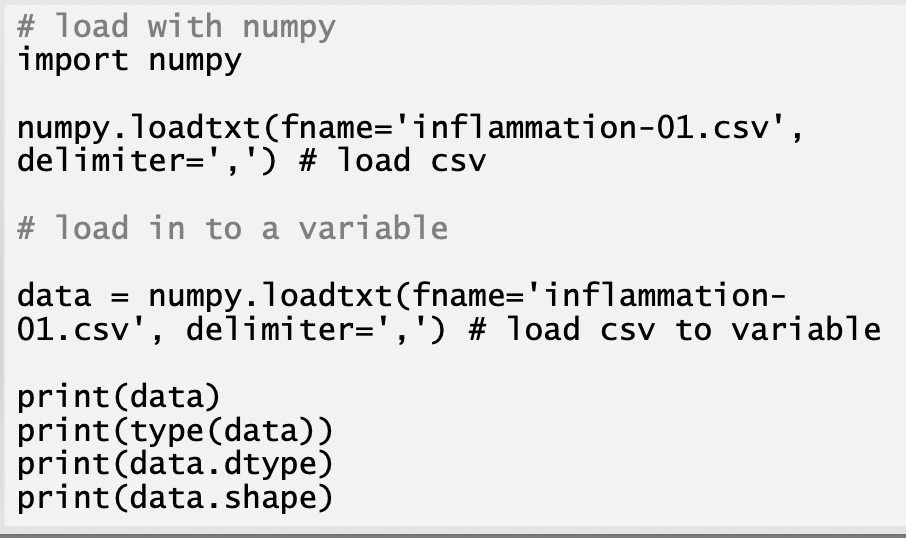 # load with numpy
import numpy
numpy.loadtxt(fname='inflammation-01.csv',
delimiter=',') # load csv
# load in to a variable
data = numpy.loadtxt(fname='inflammation-
01.csv', delimiter=',') # load csv to variable
print(data)
print(type(data))
print(data.dtype)
print(data.shape)